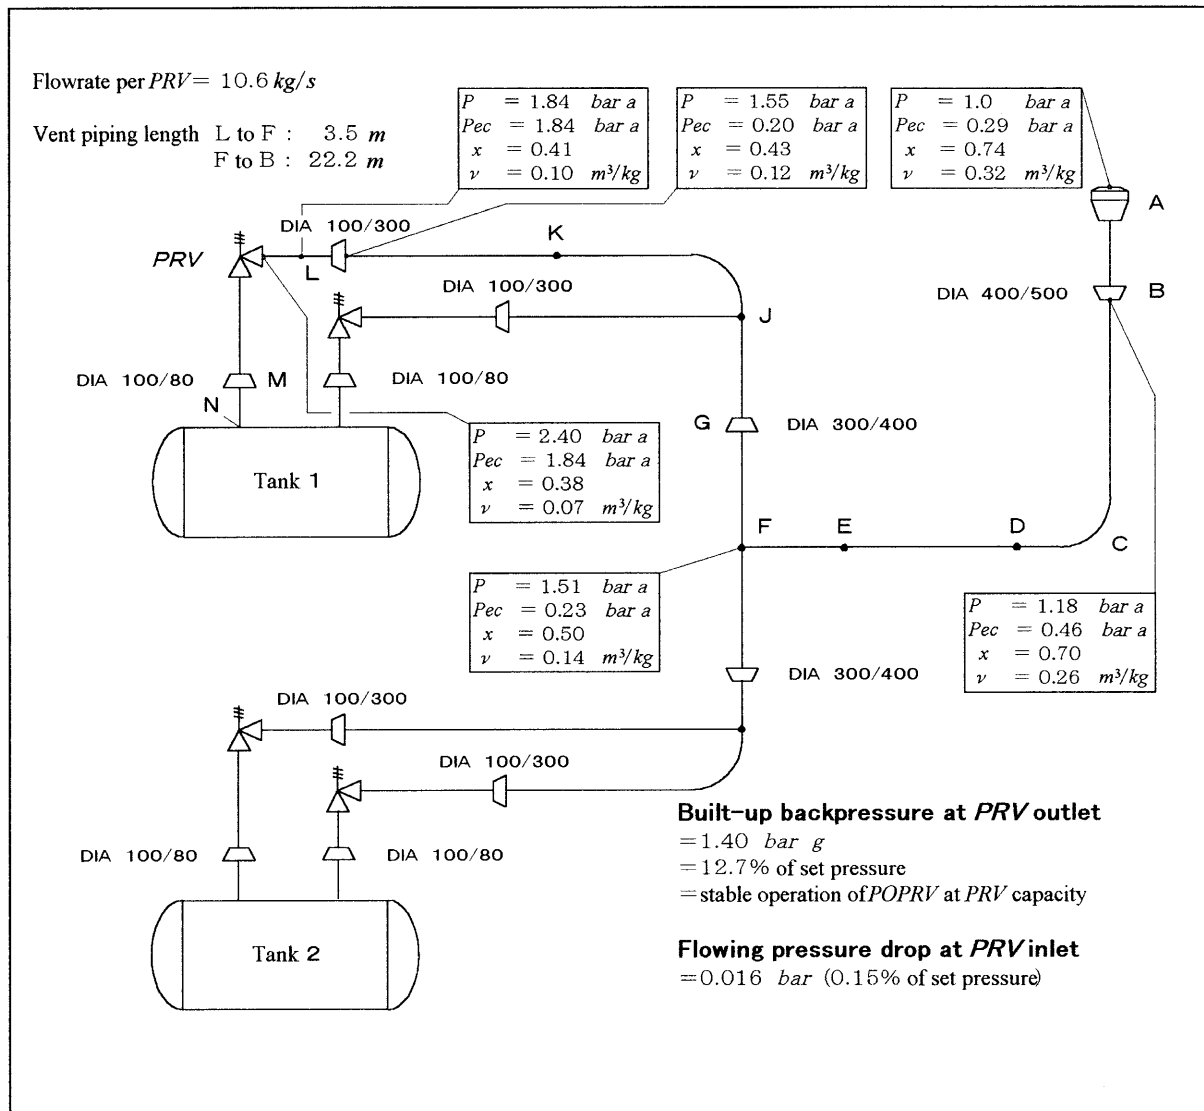 Flowrate per PRV = 10.6 kg/s
Vent piping length L to F : 3.5 m
F to B : 22.2 m
P = 1.84 bar a
Pec = 1.84 bar a
x = 0.41
ν = 0.10 m³/kg
P = 1.55 bar a
Pec = 0.20 bar a
x = 0.43
ν = 0.12 m³/kg
P = 1.0 bar a
Pec = 0.29 bar a
x = 0.74
ν = 0.32 m³/kg
A
DIA 100/300
K
PRV
L
DIA 100/300
DIA 400/500
B
J
DIA 100/80
M
DIA 100/80
N
G
DIA 300/400
P = 2.40 bar a
Pec = 1.84 bar a
x = 0.38
ν = 0.07 m³/kg
Tank 1
F
E
D
C
P = 1.51 bar a
Pec = 0.23 bar a
x = 0.50
ν = 0.14 m³/kg
P = 1.18 bar a
Pec = 0.46 bar a
x = 0.70
ν = 0.26 m³/kg
DIA 300/400
DIA 100/300
DIA 100/300
DIA 100/80
DIA 100/80
Tank 2
Built-up backpressure at PRV outlet
=1.40 bar g
=12.7% of set pressure
=stable operation of POPRV at PRV capacity
Flowing pressure drop at PRV inlet
=0.016 bar (0.15% of set pressure)